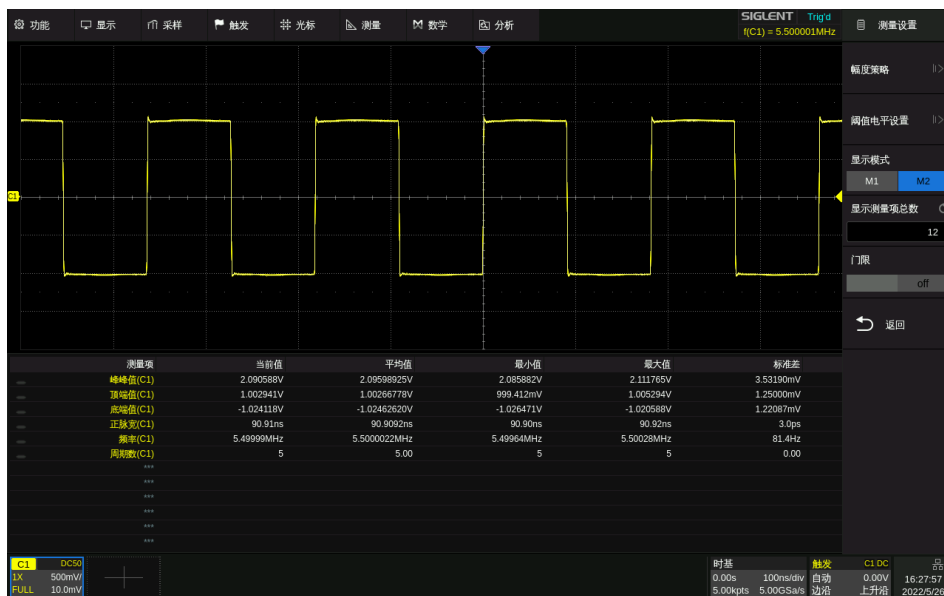 功能 显示 采样 触发 光标 测量 数学 分析 SIGLENT Trig'd 测量设置
f(C1) = 5.500001MHz
幅度策略
阈值电平设置
显示模式
M1 M2
C1
显示测量项总数
12
门限
off
返回
测量项 当前值 平均值 最小值 最大值 标准差
峰峰值(C1) 2.090588V 2.09598925V 2.085882V 2.111765V 3.53190mV
顶端值(C1) 1.002941V 1.00266778V 999.412mV 1.005294V 1.25000mV
底端值(C1) -1.024118V -1.02462620V -1.026471V -1.020588V 1.22087mV
正脉宽(C1) 90.91ns 90.9092ns 90.90ns 90.92ns 3.0ps
频率(C1) 5.49999MHz 5.5000022MHz 5.49964MHz 5.50028MHz 81.4Hz
周期数(C1) 5 5.00 5 5 0.00
***
***
***
***
***
***
C1 DC50 时基 触发 C1 DC
1X 500mV/ 0.00s 100ns/div 自动 0.00V 16:27:57
FULL 10.0mV 5.00kpts 5.00GSa/s 边沿 上升沿 2022/5/26